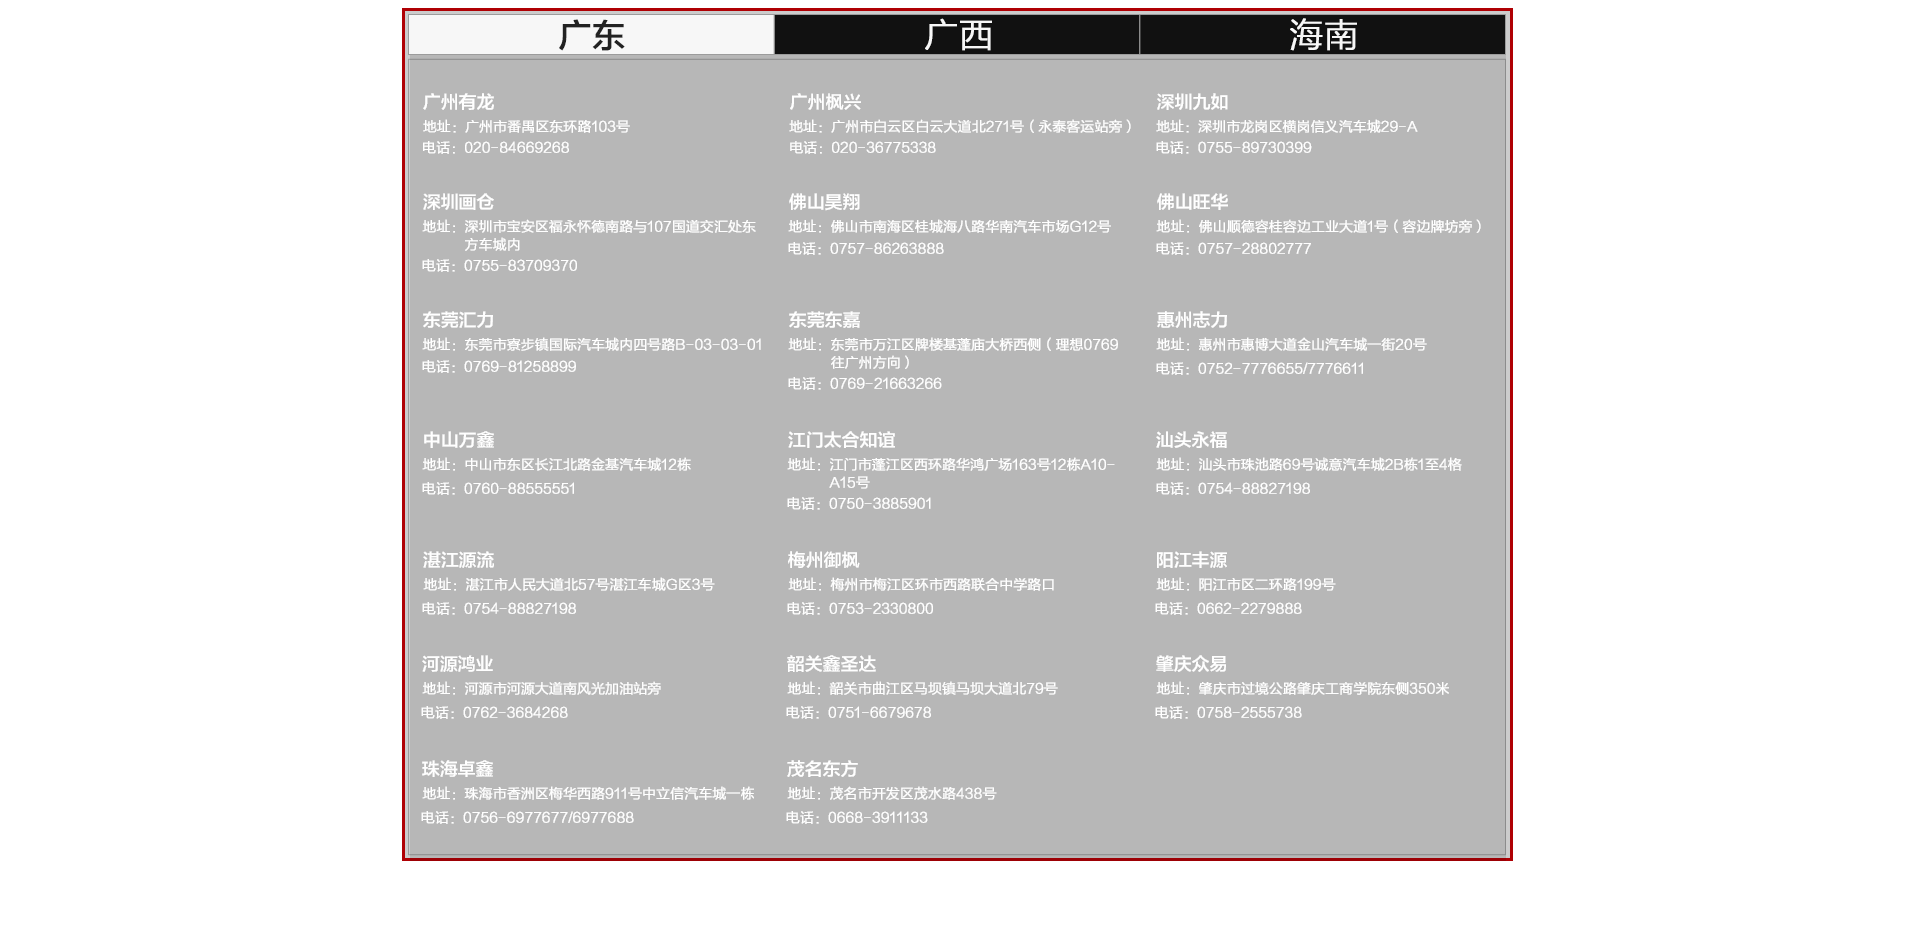 广东
广西
海南
广州有龙
地址：广州市番禺区东环路103号
电话：020-84669268
广州枫兴
地址：广州市白云区白云大道北271号（永泰客运站旁）
电话：020-36775338
深圳九如
地址：深圳市龙岗区横岗信义汽车城29-A
电话：0755-89730399
深圳画仓
地址：深圳市宝安区福永怀德南路与107国道交汇处东
方车城内
电话：0755-83709370
佛山昊翔
地址：佛山市南海区桂城海八路华南汽车市场G12号
电话：0757-86263888
佛山旺华
地址：佛山顺德容桂容边工业大道1号（容边牌坊旁）
电话：0757-28802777
东莞汇力
地址：东莞市寮步镇国际汽车城内四号路B-03-03-01
电话：0769-81258899
东莞东嘉
地址：东莞市万江区牌楼基蓬庙大桥西侧（理想0769
往广州方向）
电话：0769-21663266
惠州志力
地址：惠州市惠博大道金山汽车城一街20号
电话：0752-7776655/7776611
中山万鑫
地址：中山市东区长江北路金基汽车城12栋
电话：0760-88555551
江门太合知谊
地址：江门市蓬江区西环路华鸿广场163号12栋A10-
A15号
电话：0750-3885901
汕头永福
地址：汕头市珠池路69号诚意汽车城2B栋1至4格
电话：0754-88827198
湛江源流
地址：湛江市人民大道北57号湛江车城G区3号
电话：0754-88827198
梅州御枫
地址：梅州市梅江区环市西路联合中学路口
电话：0753-2330800
阳江丰源
地址：阳江市区二环路199号
电话：0662-2279888
河源鸿业
地址：河源市河源大道南风光加油站旁
电话：0762-3684268
韶关鑫圣达
地址：韶关市曲江区马坝镇马坝大道北79号
电话：0751-6679678
肇庆众易
地址：肇庆市过境公路肇庆工商学院东侧350米
电话：0758-2555738
珠海卓鑫
地址：珠海市香洲区梅华西路911号中立信汽车城一栋
电话：0756-6977677/6977688
茂名东方
地址：茂名市开发区茂水路438号
电话：0668-3911133